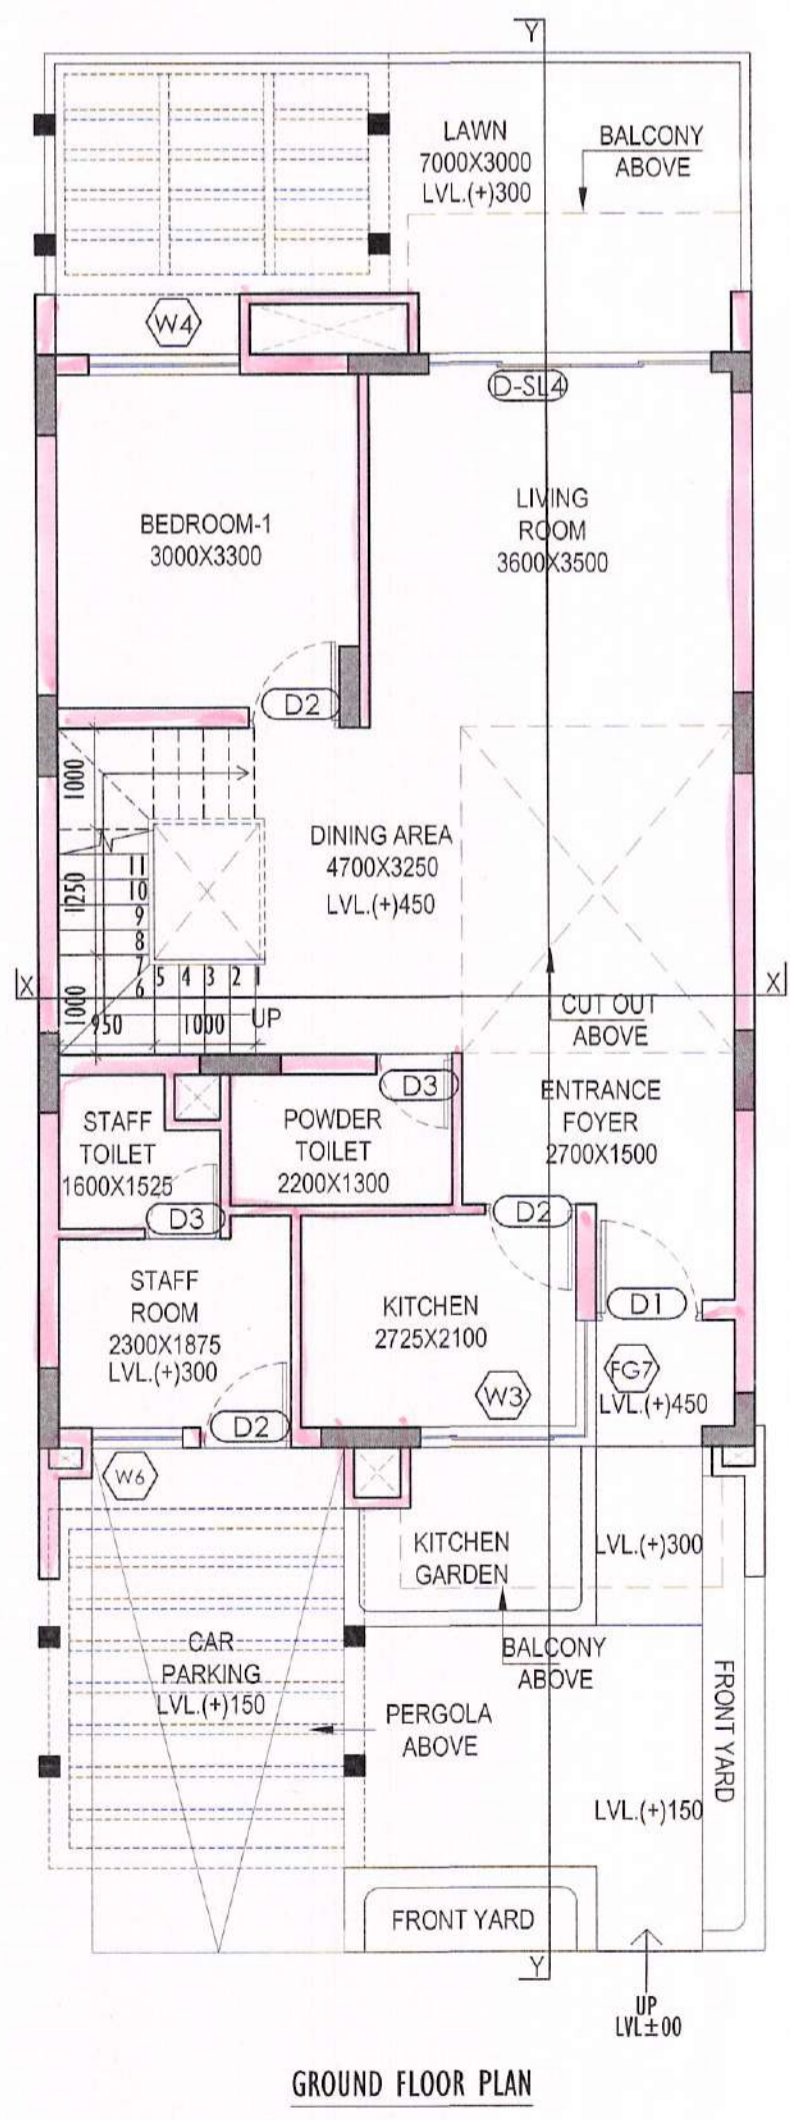 Y
LAWN
7000X3000
LVL.(+)300
BALCONY
ABOVE
W4
D-SL4
BEDROOM-1
3000X3300
LIVING
ROOM
3600X3500
D2
1000
1250
1000
11
10
9
8
7
6
5 4 3 2 1
950
1000
UP
DINING AREA
4700X3250
LVL.(+)450
X
X
CUT OUT
ABOVE
STAFF
TOILET
1600X1525
D3
POWDER
TOILET
2200X1300
D3
ENTRANCE
FOYER
2700X1500
D2
STAFF
ROOM
2300X1875
LVL.(+)300
D2
KITCHEN
2725X2100
W3
D1
FG7
LVL.(+)450
W6
KITCHEN
GARDEN
LVL.(+)300
CAR
PARKING
LVL.(+)150
BALCONY
ABOVE
PERGOLA
ABOVE
FRONT YARD
LVL.(+)150
FRONT YARD
Y
UP
LVL±00
GROUND FLOOR PLAN